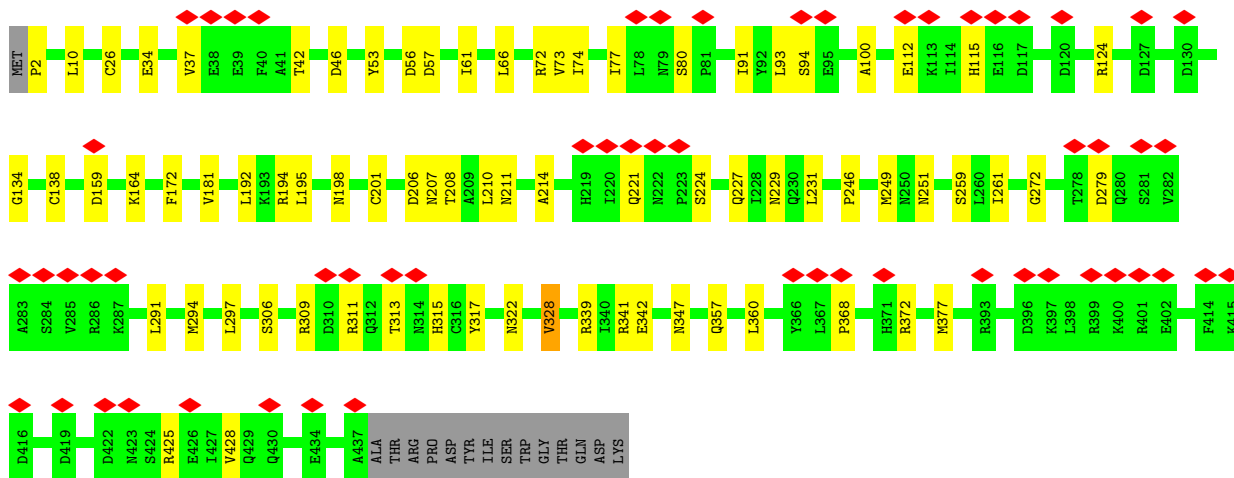 MET P2 L10 C26 E34 V37 E38 E39 F40 A41 T42 D46 Y53 D56 D57 I61 L66 R72 V73 I74 I77 L78 N79 S80 P81 I91 Y92 L93 S94 E95 A100 E112 K113 I114 H115 E116 D117 D120 R124 D127 D130
G134 C138 D159 K164 F172 V181 L192 K193 R194 L195 N198 C201 D206 N207 T208 A209 L210 N211 A214 H219 I220 Q221 N222 P223 S224 Q227 I228 N229 Q230 L231 P246 M249 N250 N251 S259 L260 I261 G272 T278 D279 Q280 S281 V282
A283 S284 V285 R286 K287 L291 M294 L297 S306 R309 D310 R311 Q312 T313 N314 H315 C316 Y317 N322 V328 R339 I340 R341 E342 N347 Q357 L360 Y366 L367 P368 H371 R372 M377 R393 D396 K397 L398 R399 K400 R401 E402 F414 K415
D416 D419 D422 N423 S424 R425 E426 I427 V428 Q429 Q430 E434 A437 ALA THR ARG PRO ASP TYR ILE SER TRP GLY THR GLN ASP LYS